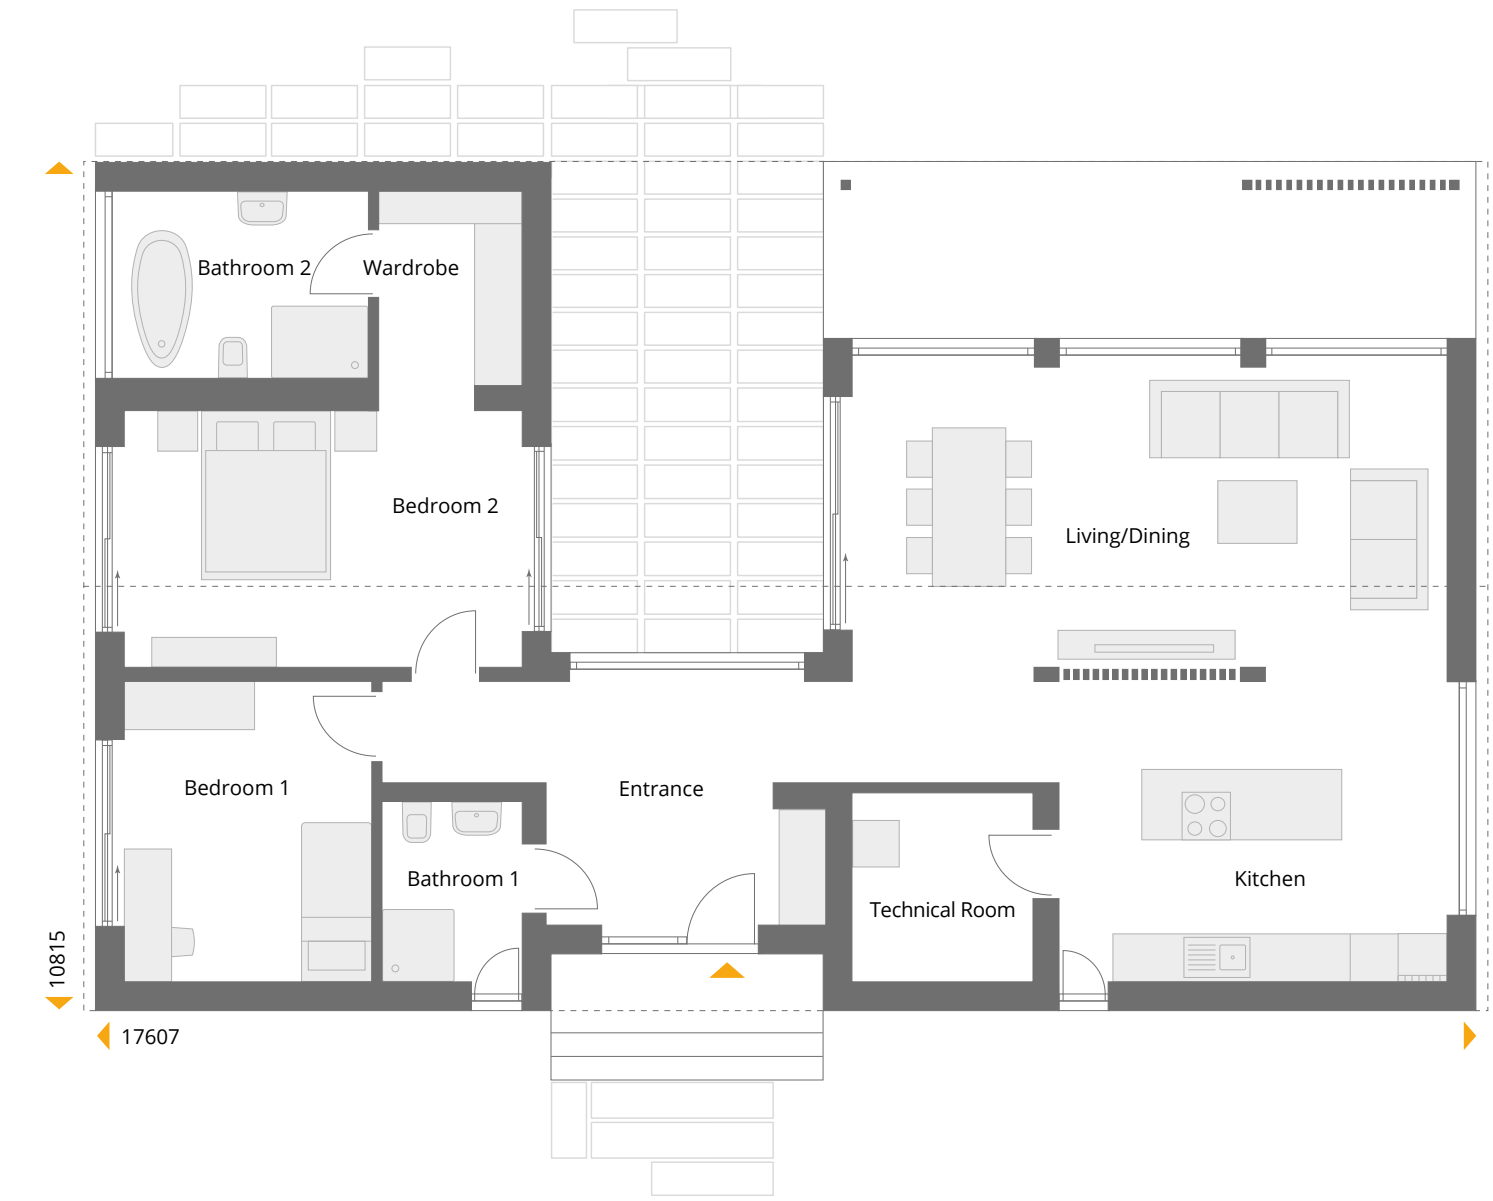 Bathroom 2
Wardrobe
Bedroom 2
Living/Dining
Bedroom 1
Entrance
Bathroom 1
Kitchen
Technical Room
10815
17607